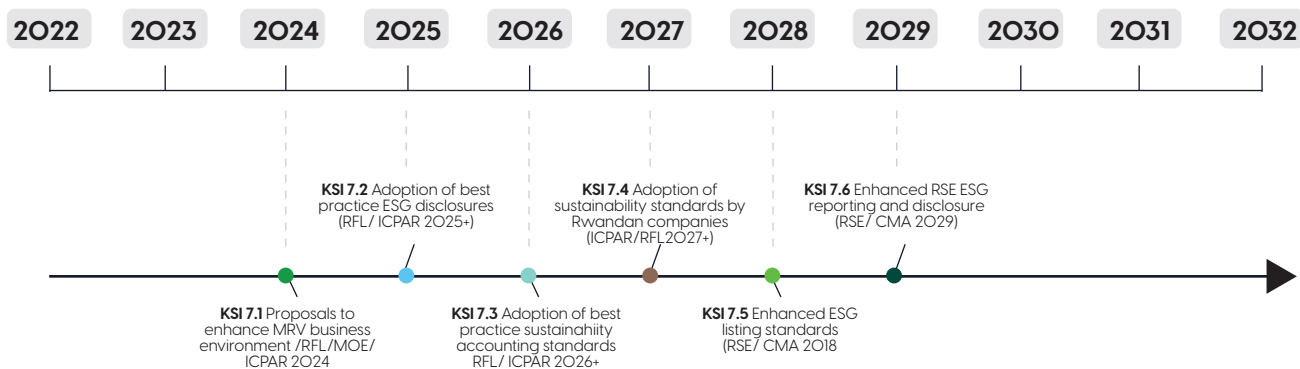 2022 2023 2024 2025 2026 2027 2028 2029 2030 2031 2032
KSI 7.2 Adoption of best
practice ESG disclosures
(RFL/ ICPAR 2025+)
KSI 7.4 Adoption of
sustainability standards by
Rwandan companies
(ICPAR/RFL2027+)
KSI 7.6 Enhanced RSE ESG
reporting and disclosure
(RSE/ CMA 2029)
KSI 7.1 Proposals to
enhance MRV business
environment /RFL/MOE/
ICPAR 2024
KSI 7.3 Adoption of best
practice sustainahiity
accounting standards
RFL/ ICPAR 2026+
KSI 7.5 Enhanced ESG
listing standards
(RSE/ CMA 2018